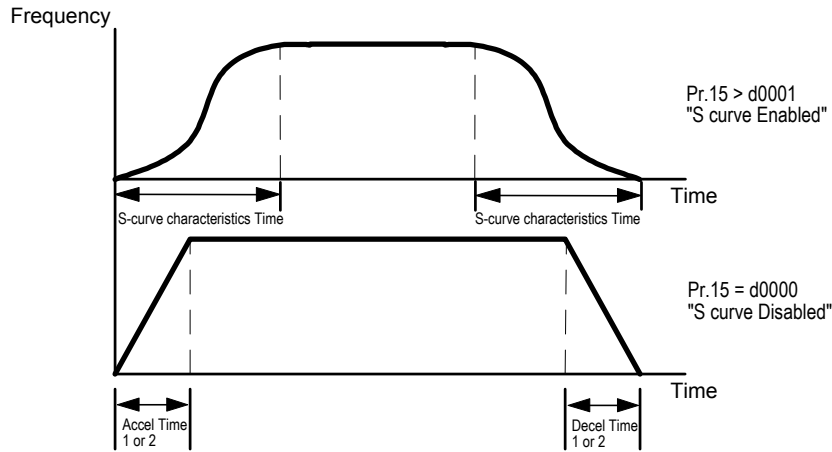 Frequency
Pr.15 > d0001
"S curve Enabled"
Time
S-curve characteristics Time
S-curve characteristics Time
Pr.15 = d0000
"S curve Disabled"
Time
Accel Time
1 or 2
Decel Time
1 or 2